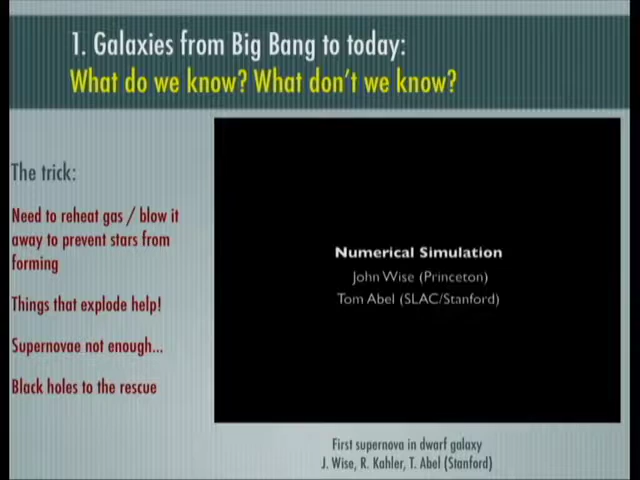 1. Galaxies from Big Bang to today:
What do we know? What don't we know?
The trick:
Need to reheat gas / blow it
away to prevent stars from
forming
Things that explode help!
Supernovae not enough...
Black holes to the rescue
Numerical Simulation
John Wise (Princeton)
Tom Abel (SLAC/Stanford)
First supernova in dwarf galaxy
J. Wise, R. Kahler, T. Abel (Stanford)